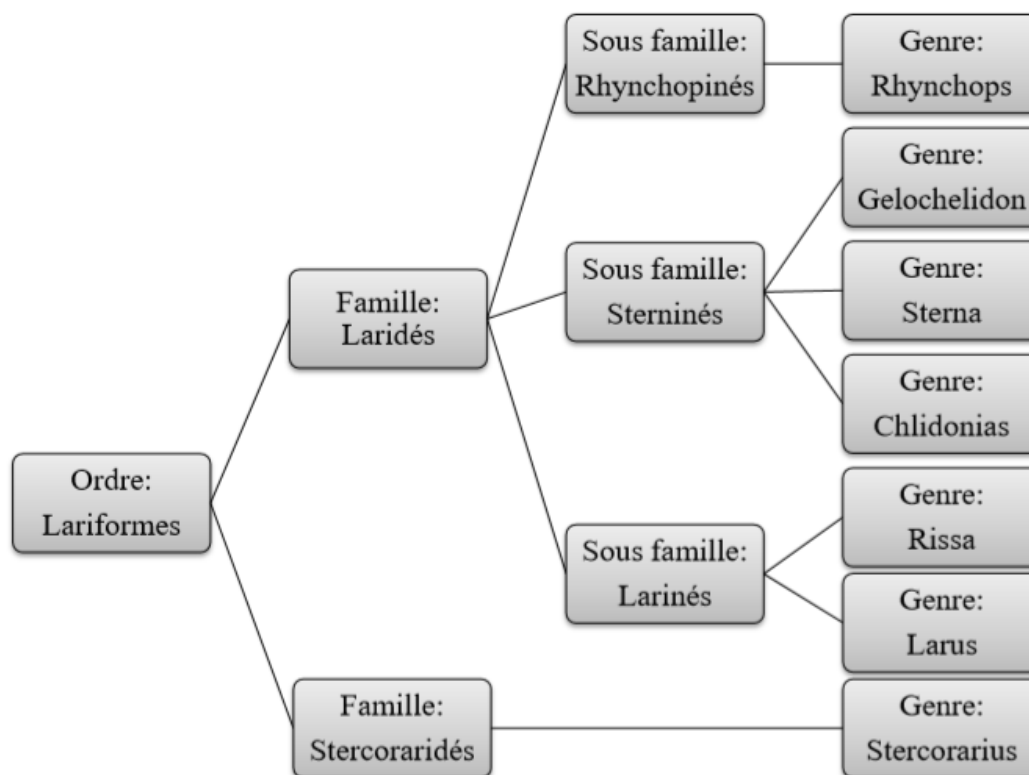 Ordre:
Lariformes
Famille:
Laridés
Sous famille:
Rhynchopinés
Genre:
Rhynchops
Sous famille:
Sterninés
Genre:
Gelochelidon
Genre:
Sterna
Genre:
Chlidonias
Sous famille:
Larinés
Genre:
Rissa
Genre:
Larus
Famille:
Stercoraridés
Genre:
Stercorarius